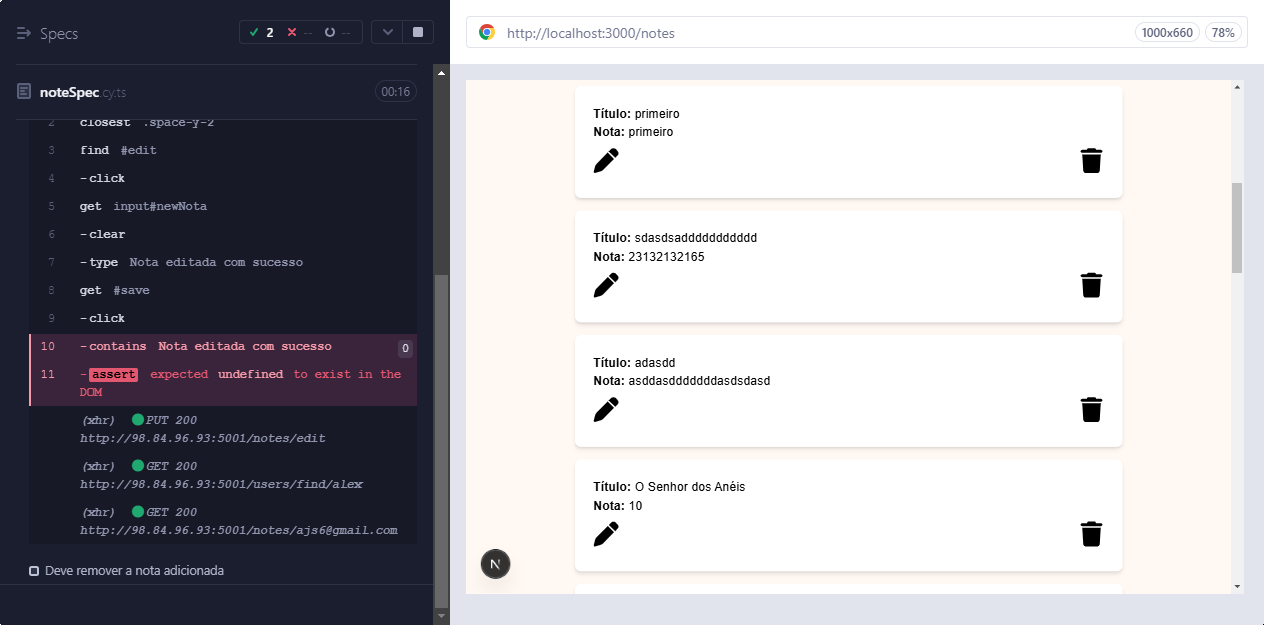 Specs
2
--
--
http://localhost:3000/notes
1000x660
78%
noteSpec.cy.ts
00:16
2 closest .space-y-2
3 find #edit
4 -click
5 get input#newNota
6 -clear
7 -type Nota editada com sucesso
8 get #save
9 -click
10 -contains Nota editada com sucesso 0
11 -assert expected undefined to exist in the
DOM
(xhr) PUT 200
http://98.84.96.93:5001/notes/edit
(xhr) GET 200
http://98.84.96.93:5001/users/find/alex
(xhr) GET 200
http://98.84.96.93:5001/notes/ajs6@gmail.com
Deve remover a nota adicionada
Título: primeiro
Nota: primeiro
Título: sdasdsaddddddddddd
Nota: 23132132165
Título: adasdd
Nota: asddasdddddddasdsdasd
Título: O Senhor dos Anéis
Nota: 10
N